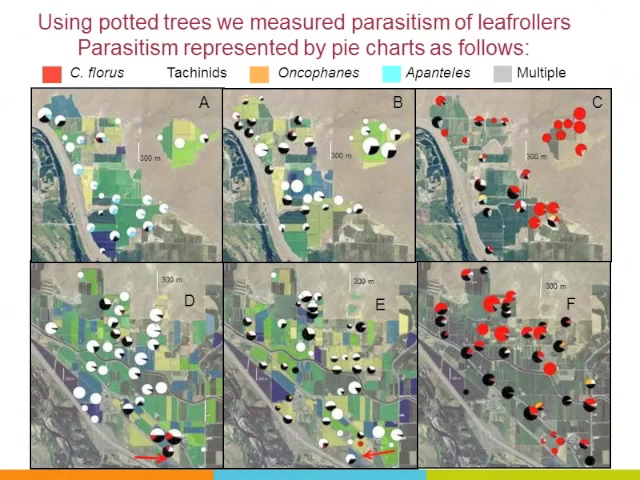 Using potted trees we measured parasitism of leafrollers
Parasitism represented by pie charts as follows:
C. florus Tachinids Oncophanes Apanteles Multiple
A B C
300 m 300 m 300 m
D E F
300 m 300 m 300 m